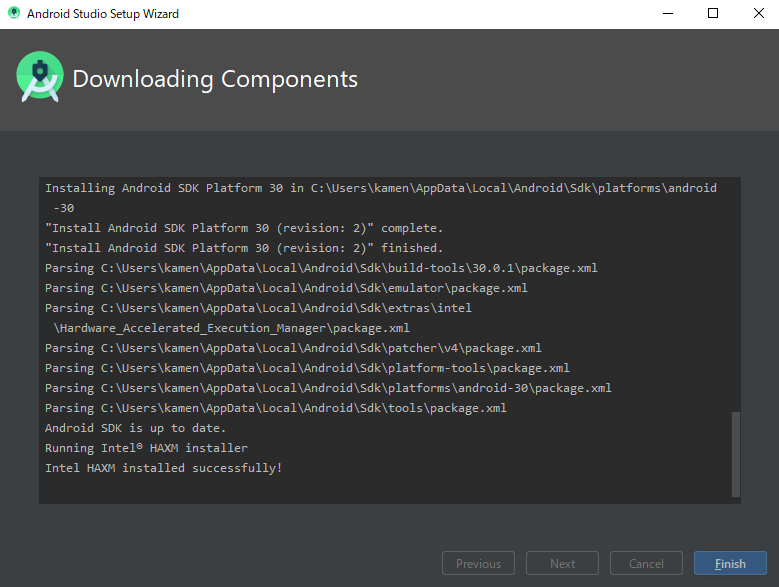 Android Studio Setup Wizard
Downloading Components
Installing Android SDK Platform 30 in C:\Users\kamen\AppData\Local\Android\Sdk\platforms\android
-30
"Install Android SDK Platform 30 (revision: 2)" complete.
"Install Android SDK Platform 30 (revision: 2)" finished.
Parsing C:\Users\kamen\AppData\Local\Android\Sdk\build-tools\30.0.1\package.xml
Parsing C:\Users\kamen\AppData\Local\Android\Sdk\emulator\package.xml
Parsing C:\Users\kamen\AppData\Local\Android\Sdk\extras\intel
\Hardware_Accelerated_Execution_Manager\package.xml
Parsing C:\Users\kamen\AppData\Local\Android\Sdk\patcher\v4\package.xml
Parsing C:\Users\kamen\AppData\Local\Android\Sdk\platform-tools\package.xml
Parsing C:\Users\kamen\AppData\Local\Android\Sdk\platforms\android-30\package.xml
Parsing C:\Users\kamen\AppData\Local\Android\Sdk\tools\package.xml
Android SDK is up to date.
Running Intel® HAXM installer
Intel HAXM installed successfully!
Previous
Next
Cancel
Finish